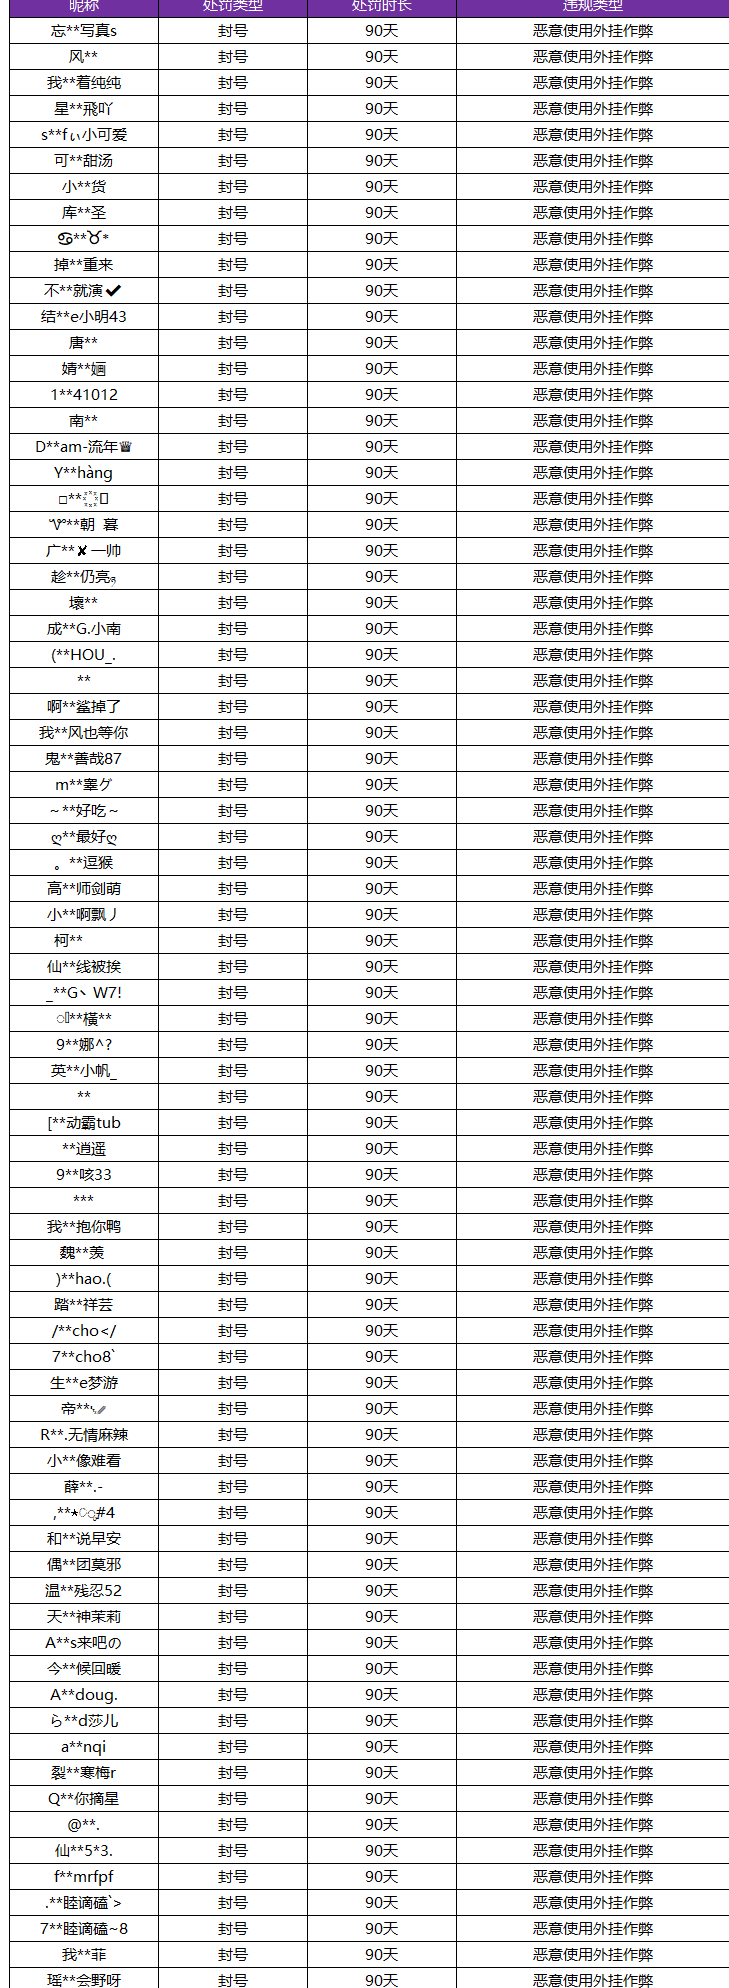 昵称 处罚类型 处罚时长 违规类型
忘**写真s 封号 90天 恶意使用外挂作弊
风** 封号 90天 恶意使用外挂作弊
我**着纯纯 封号 90天 恶意使用外挂作弊
星**飛吖 封号 90天 恶意使用外挂作弊
s**fぃ小可爱 封号 90天 恶意使用外挂作弊
可**甜汤 封号 90天 恶意使用外挂作弊
小**货 封号 90天 恶意使用外挂作弊
库**圣 封号 90天 恶意使用外挂作弊
♋**♉* 封号 90天 恶意使用外挂作弊
掉**重来 封号 90天 恶意使用外挂作弊
不**就演✔ 封号 90天 恶意使用外挂作弊
结**e小明43 封号 90天 恶意使用外挂作弊
唐** 封号 90天 恶意使用外挂作弊
婧**婳 封号 90天 恶意使用外挂作弊
1**41012 封号 90天 恶意使用外挂作弊
南** 封号 90天 恶意使用外挂作弊
D**am-流年♕ 封号 90天 恶意使用外挂作弊
Y**hàng 封号 90天 恶意使用外挂作弊
** 封号 90天 恶意使用外挂作弊
**朝 暮 封号 90天 恶意使用外挂作弊
广**✘一帅 封号 90天 恶意使用外挂作弊
趁**仍亮 封号 90天 恶意使用外挂作弊
壞** 封号 90天 恶意使用外挂作弊
成**G.小南 封号 90天 恶意使用外挂作弊
(**HOU_. 封号 90天 恶意使用外挂作弊
** 封号 90天 恶意使用外挂作弊
啊**鲨掉了 封号 90天 恶意使用外挂作弊
我**风也等你 封号 90天 恶意使用外挂作弊
鬼**善哉87 封号 90天 恶意使用外挂作弊
m**睾グ 封号 90天 恶意使用外挂作弊
～**好吃～ 封号 90天 恶意使用外挂作弊
ღ**最好ღ 封号 90天 恶意使用外挂作弊
。**逗猴 封号 90天 恶意使用外挂作弊
高**师剑萌 封号 90天 恶意使用外挂作弊
小**啊飘丿 封号 90天 恶意使用外挂作弊
柯** 封号 90天 恶意使用外挂作弊
仙**线被挨 封号 90天 恶意使用外挂作弊
_**G丶W7! 封号 90天 恶意使用外挂作弊
**橫** 封号 90天 恶意使用外挂作弊
9**娜^? 封号 90天 恶意使用外挂作弊
英**小帆_ 封号 90天 恶意使用外挂作弊
** 封号 90天 恶意使用外挂作弊
[**动霸tub 封号 90天 恶意使用外挂作弊
**逍遥 封号 90天 恶意使用外挂作弊
9**咳33 封号 90天 恶意使用外挂作弊
*** 封号 90天 恶意使用外挂作弊
我**抱你鸭 封号 90天 恶意使用外挂作弊
魏**羡 封号 90天 恶意使用外挂作弊
)**hao.( 封号 90天 恶意使用外挂作弊
踏**祥芸 封号 90天 恶意使用外挂作弊
/**cho</ 封号 90天 恶意使用外挂作弊
7**cho8` 封号 90天 恶意使用外挂作弊
生**e梦游 封号 90天 恶意使用外挂作弊
帝** 封号 90天 恶意使用外挂作弊
R**.无情麻辣 封号 90天 恶意使用外挂作弊
小**像难看 封号 90天 恶意使用外挂作弊
薛**.- 封号 90天 恶意使用外挂作弊
,**#4 封号 90天 恶意使用外挂作弊
和**说早安 封号 90天 恶意使用外挂作弊
偶**团莫邪 封号 90天 恶意使用外挂作弊
温**残忍52 封号 90天 恶意使用外挂作弊
天**神茉莉 封号 90天 恶意使用外挂作弊
A**s来吧の 封号 90天 恶意使用外挂作弊
今**候回暖 封号 90天 恶意使用外挂作弊
A**doug. 封号 90天 恶意使用外挂作弊
ら**d莎儿 封号 90天 恶意使用外挂作弊
a**nqi 封号 90天 恶意使用外挂作弊
裂**寒梅r 封号 90天 恶意使用外挂作弊
Q**你摘星 封号 90天 恶意使用外挂作弊
@**. 封号 90天 恶意使用外挂作弊
仙**5*3. 封号 90天 恶意使用外挂作弊
f**mrfpf 封号 90天 恶意使用外挂作弊
.**睦谪磕`> 封号 90天 恶意使用外挂作弊
7**睦谪磕~8 封号 90天 恶意使用外挂作弊
我**菲 封号 90天 恶意使用外挂作弊
瑶**会野呀 封号 90天 恶意使用外挂作弊